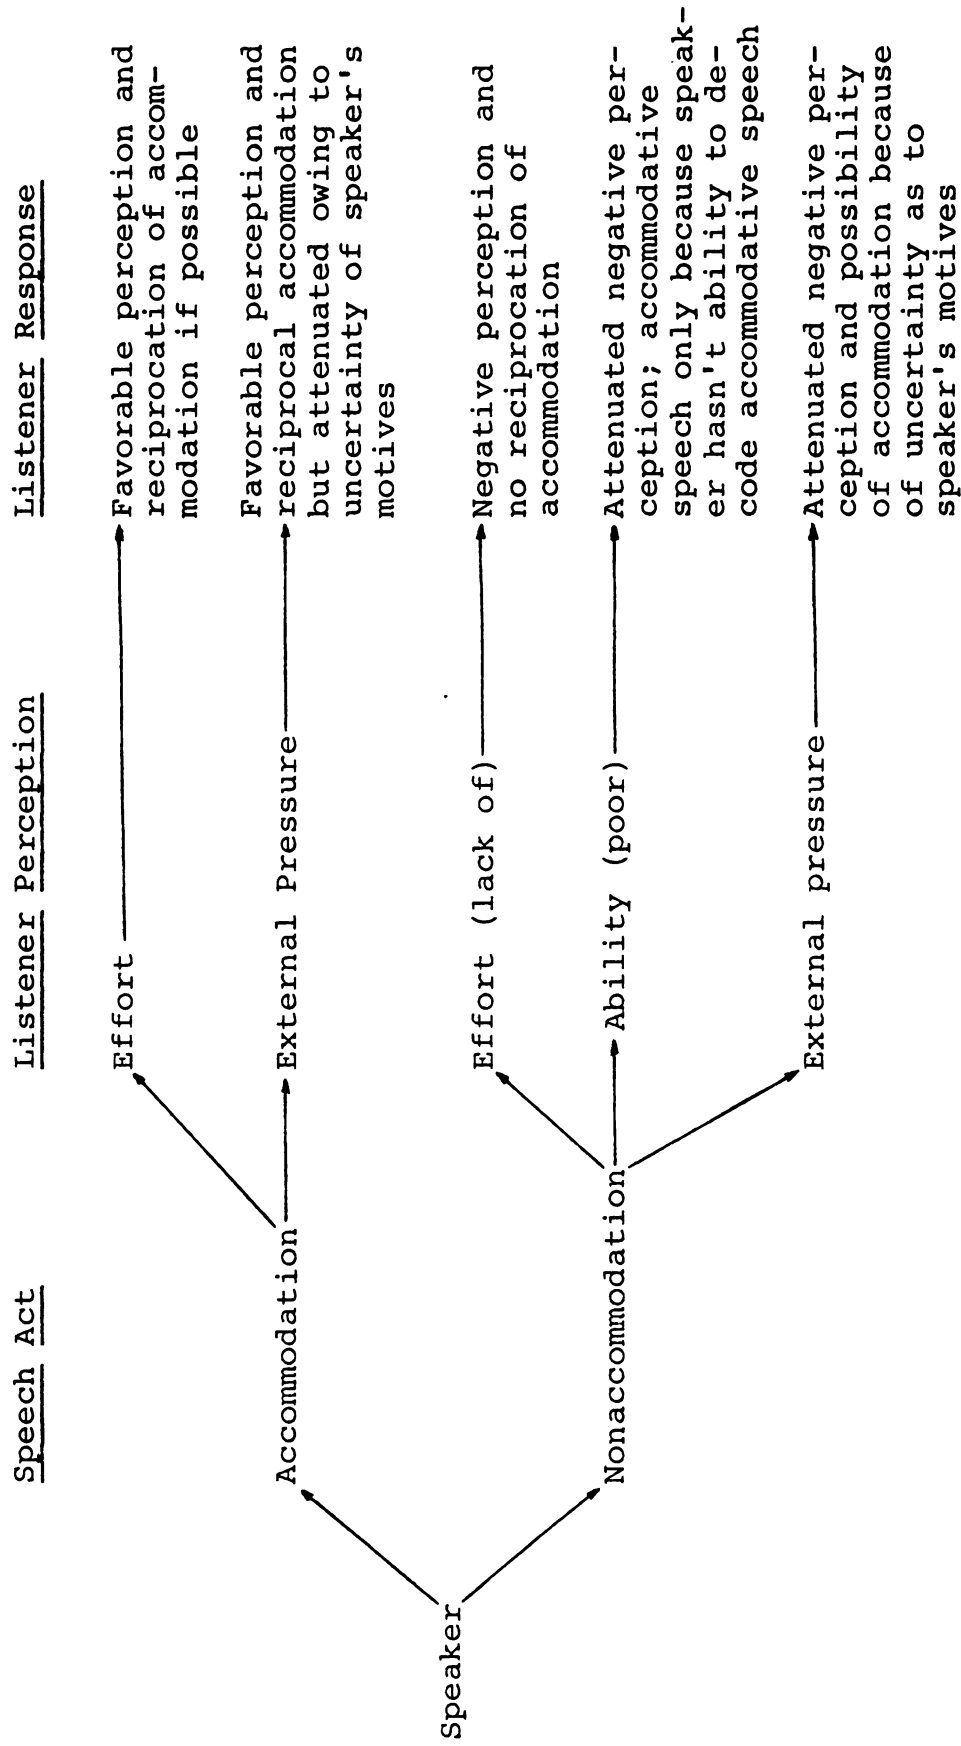 Speech Act
Listener Perception
Listener Response
Speaker
Accommodation
Effort
Favorable perception and
reciprocation of accom-
modation if possible
External Pressure
Favorable perception and
reciprocal accommodation
but attenuated owing to
uncertainty of speaker's
motives
Nonaccommodation
Effort (lack of)
Negative perception and
no reciprocation of
accommodation
Ability (poor)
Attenuated negative per-
ception; accommodative
speech only because speak-
er hasn't ability to de-
code accommodative speech
External pressure
Attenuated negative per-
ception and possibility
of accommodation because
of uncertainty as to
speaker's motives